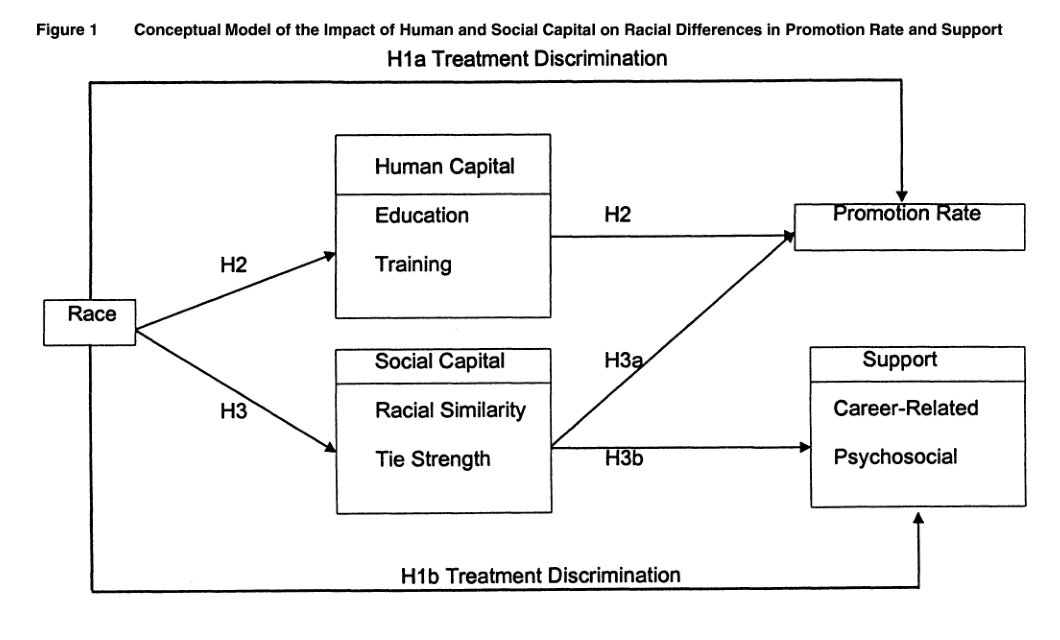 Figure 1 Conceptual Model of the Impact of Human and Social Capital on Racial Differences in Promotion Rate and Support
H1a Treatment Discrimination
Human Capital
Education
Training
H2
Promotion Rate
H2
Race
H3
Social Capital
Racial Similarity
Tie Strength
H3a
H3b
Support
Career-Related
Psychosocial
H1b Treatment Discrimination